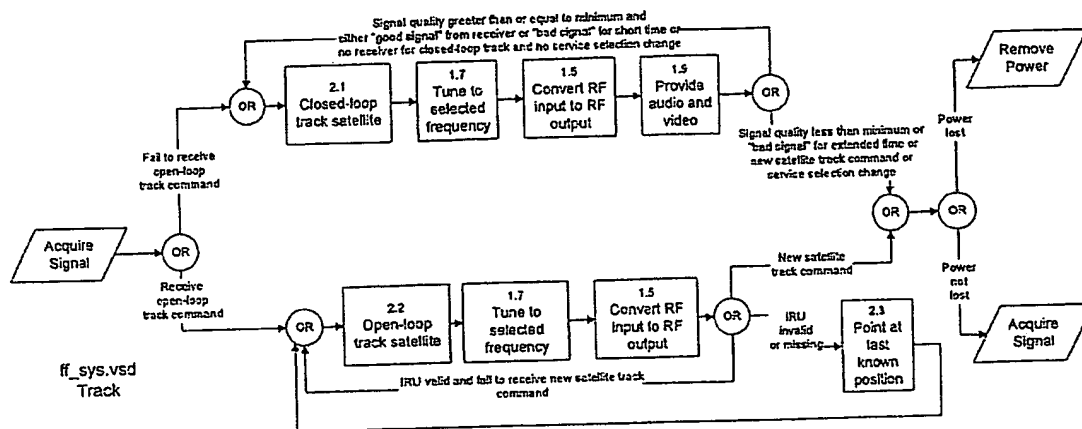 Signal quality greater than or equal to minimum and
either "good signal" from receiver or "bad signal" for short time or
no receiver for closed-loop track and no service selection change
OR
2.1
Closed-loop
track satellite
1.7
Tune to
selected
frequency
1.5
Convert RF
input to RF
output
1.6
Provide
audio and
video
OR
Remove
Power
Fail to receive
open-loop
track command
Signal quality less than minimum or
"bad signal" for extended time or
new satellite track command or
service selection change
Power
lost
Acquire
Signal
OR
OR
OR
Receive
open-loop
track command
New satellite
track command
Power
not
lost
OR
2.2
Open-loop
track satellite
1.7
Tune to
selected
frequency
1.5
Convert RF
input to RF
output
OR
IRU
invalid
or missing
2.3
Point at
last
known
position
Acquire
Signal
IRU valid and fail to receive new satellite track
command
ff_sys.vsd
Track